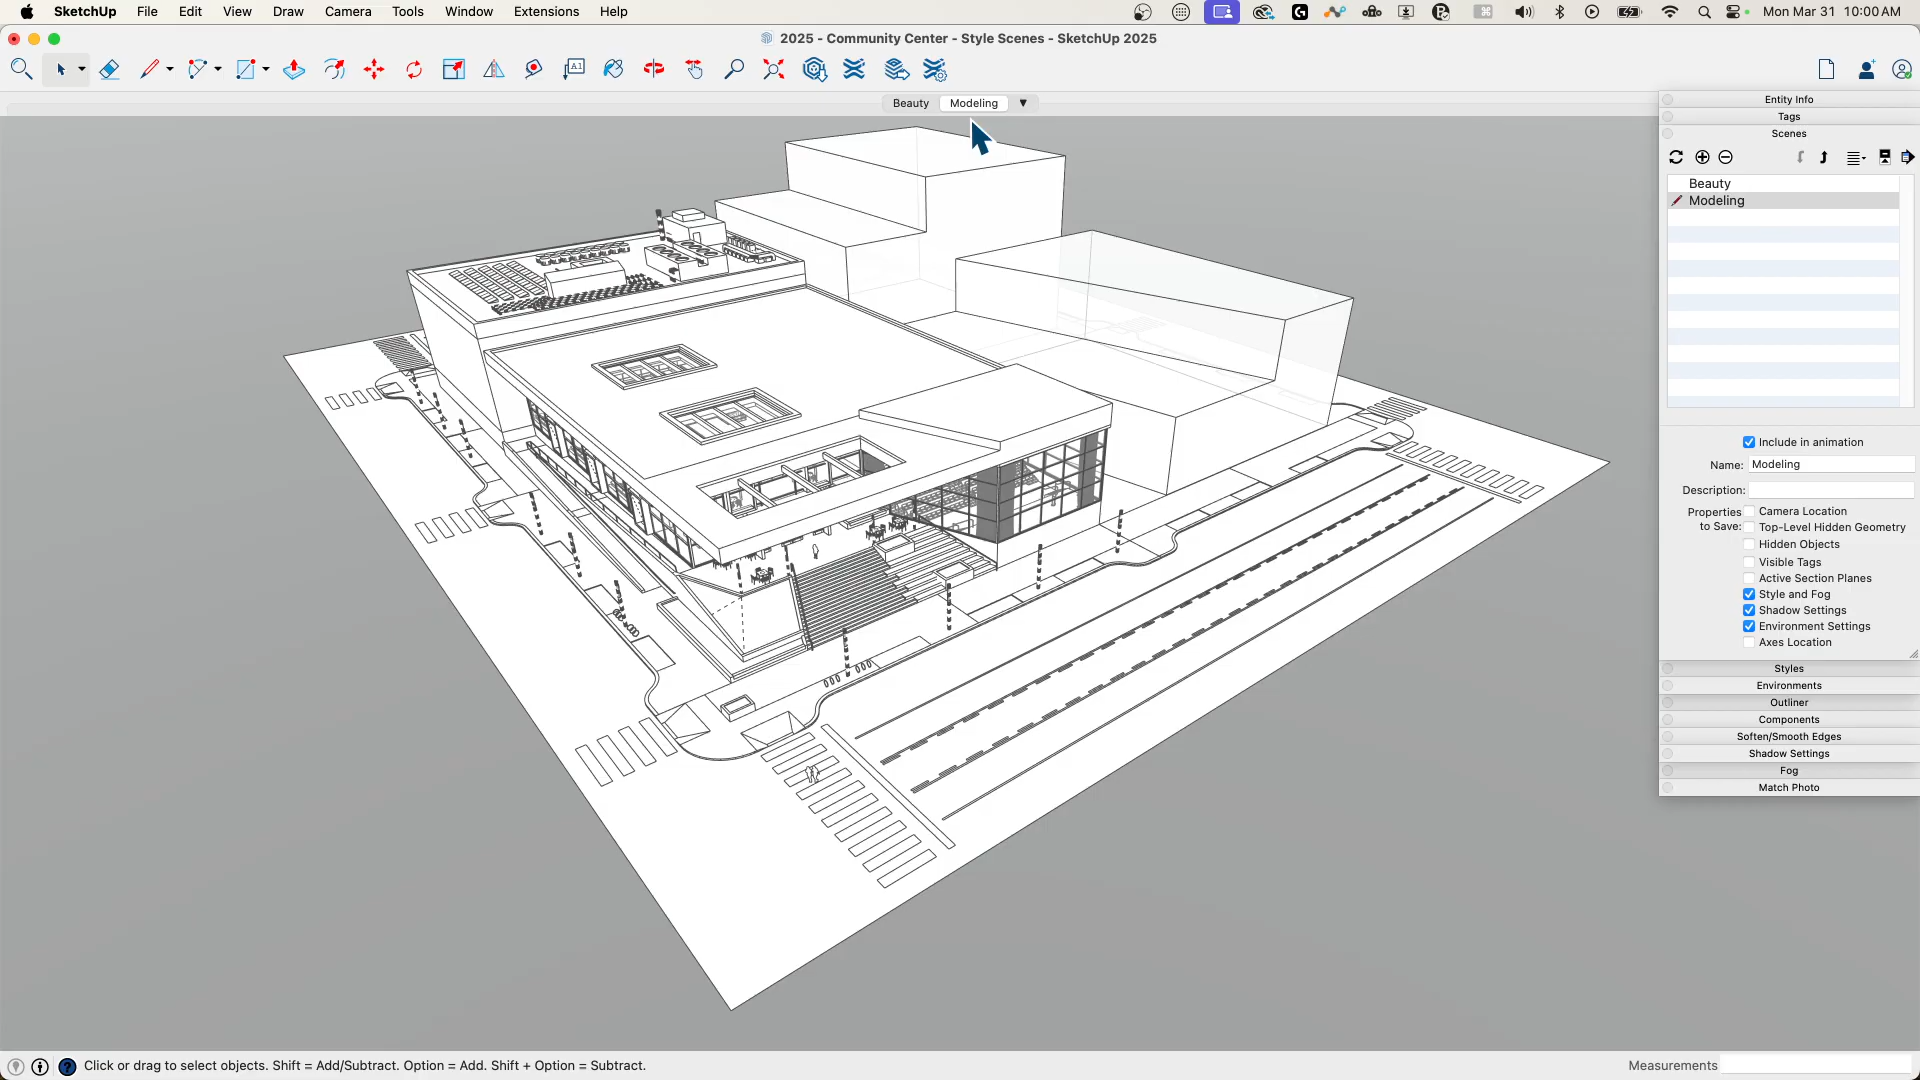 SketchUp File Edit View Draw Camera Tools Window Extensions Help Mon Mar 31 10:00 AM
2025 - Community Center - Style Scenes - SketchUp 2025
A1
Beauty Modeling
Entity Info
Tags
Scenes
Beauty
Modeling
Include in animation
Name: Modeling
Description:
Properties to Save: Camera Location
Top-Level Hidden Geometry
Hidden Objects
Visible Tags
Active Section Planes
Style and Fog
Shadow Settings
Environment Settings
Axes Location
Styles
Environments
Outliner
Components
Soften/Smooth Edges
Shadow Settings
Fog
Match Photo
Click or drag to select objects. Shift = Add/Subtract. Option = Add. Shift + Option = Subtract. Measurements